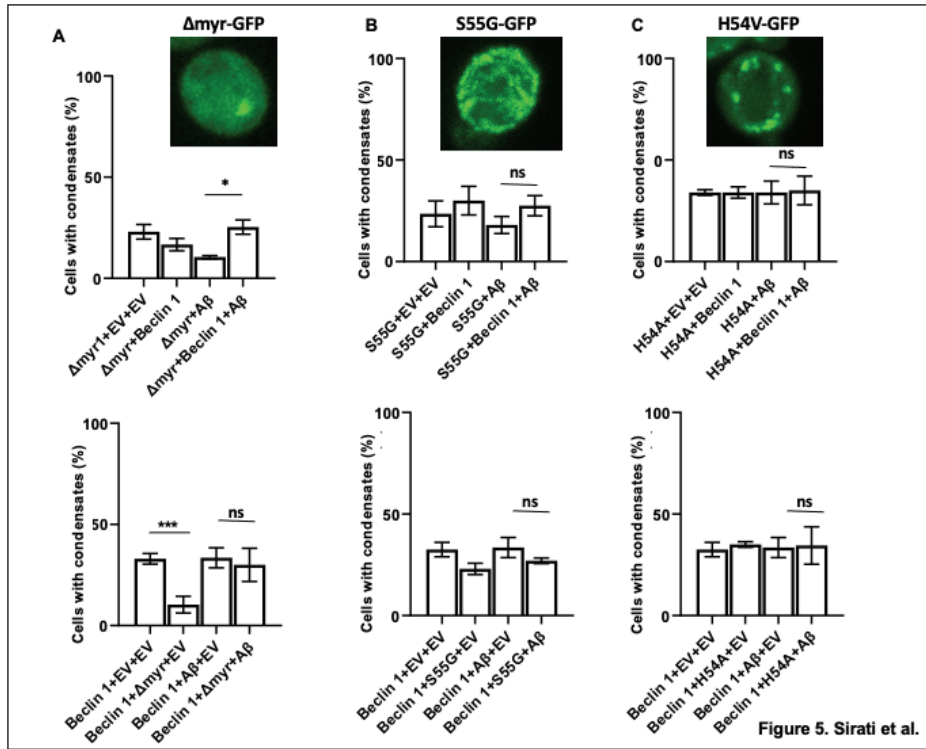 A
Δmyr-GFP
Cells with condensates (%)
100
50
0
*
Δmyr1+EV+EV
Δmyr+Beclin 1
Δmyr+Aβ
Δmyr+Beclin 1+Aβ
B
S55G-GFP
Cells with condensates (%)
100
50
0
ns
S55G+EV+EV
S55G+Beclin 1
S55G+Aβ
S55G+Beclin 1+Aβ
C
H54V-GFP
Cells with condensates (%)
100
0
0
ns
H54A+EV+EV
H54A+Beclin 1
H54A+Aβ
H54A+Beclin 1+Aβ
Cells with condensates (%)
100
50
0
***
ns
Beclin 1+EV+EV
Beclin 1+Δmyr+EV
Beclin 1+Aβ+EV
Beclin 1+Δmyr+Aβ
Cells with condensates (%)
100
50
0
ns
Beclin 1+EV+EV
Beclin 1+S55G+EV
Beclin 1+Aβ+EV
Beclin 1+S55G+Aβ
Cells with condensates (%)
100
50
0
ns
Beclin 1+EV+EV
Beclin 1+H54A+EV
Beclin 1+Aβ+EV
Beclin 1+H54A+Aβ
Figure 5. Sirati et al.